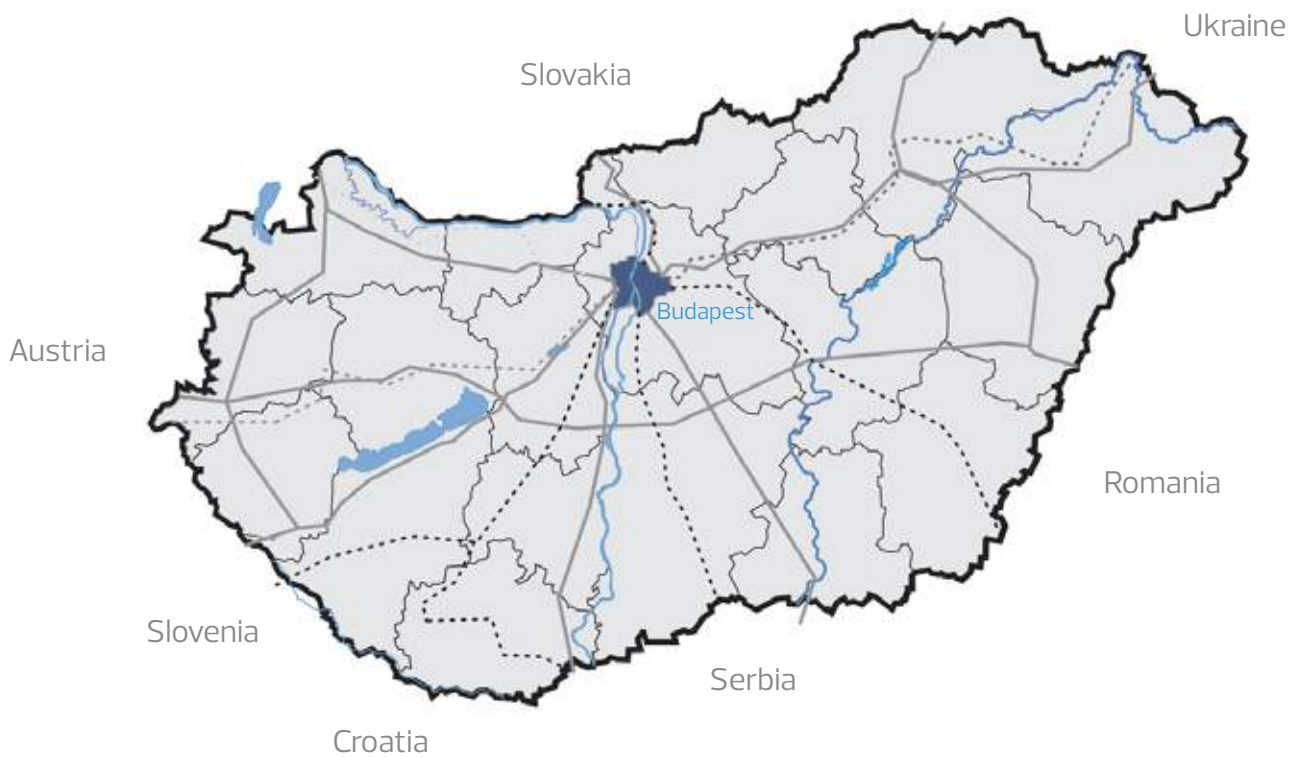 Ukraine
Slovakia
Budapest
Austria
Romania
Slovenia
Serbia
Croatia